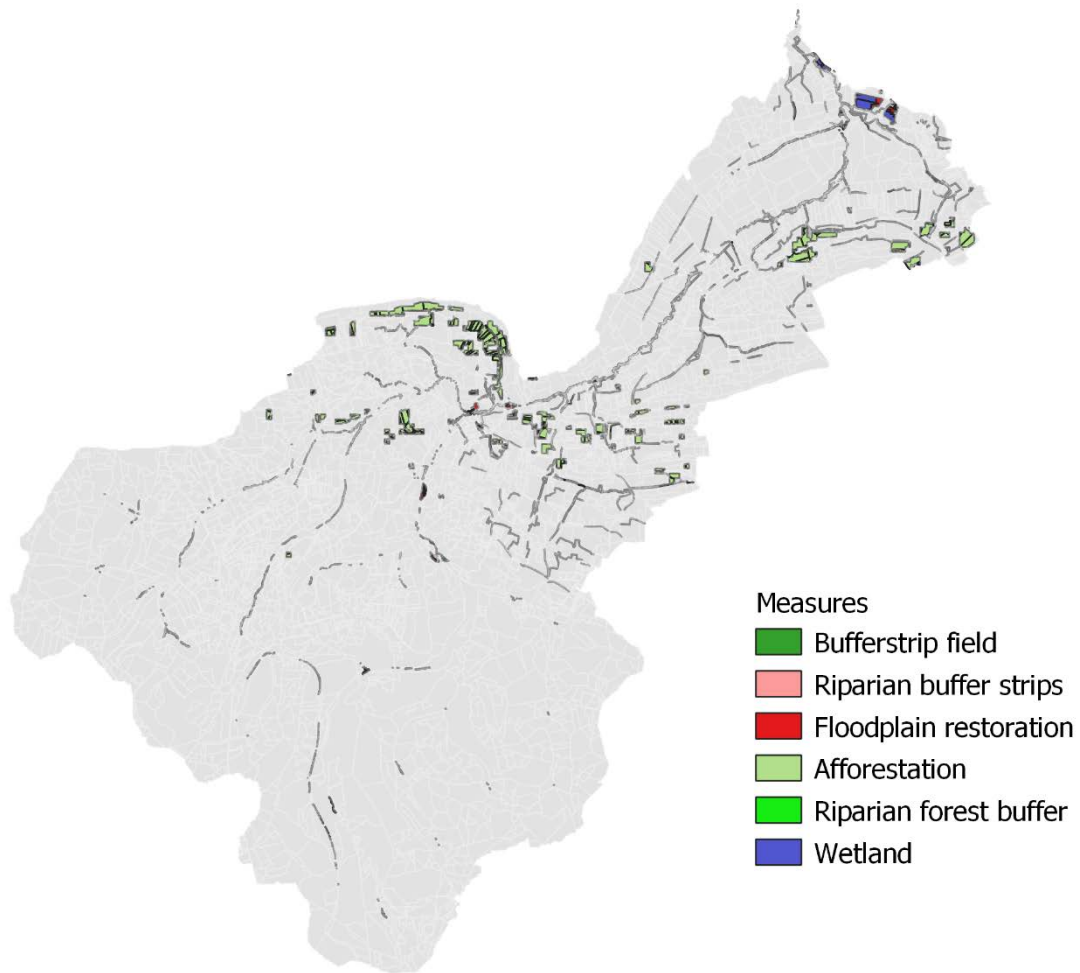 Measures
Bufferstrip field
Riparian buffer strips
Floodplain restoration
Afforestation
Riparian forest buffer
Wetland